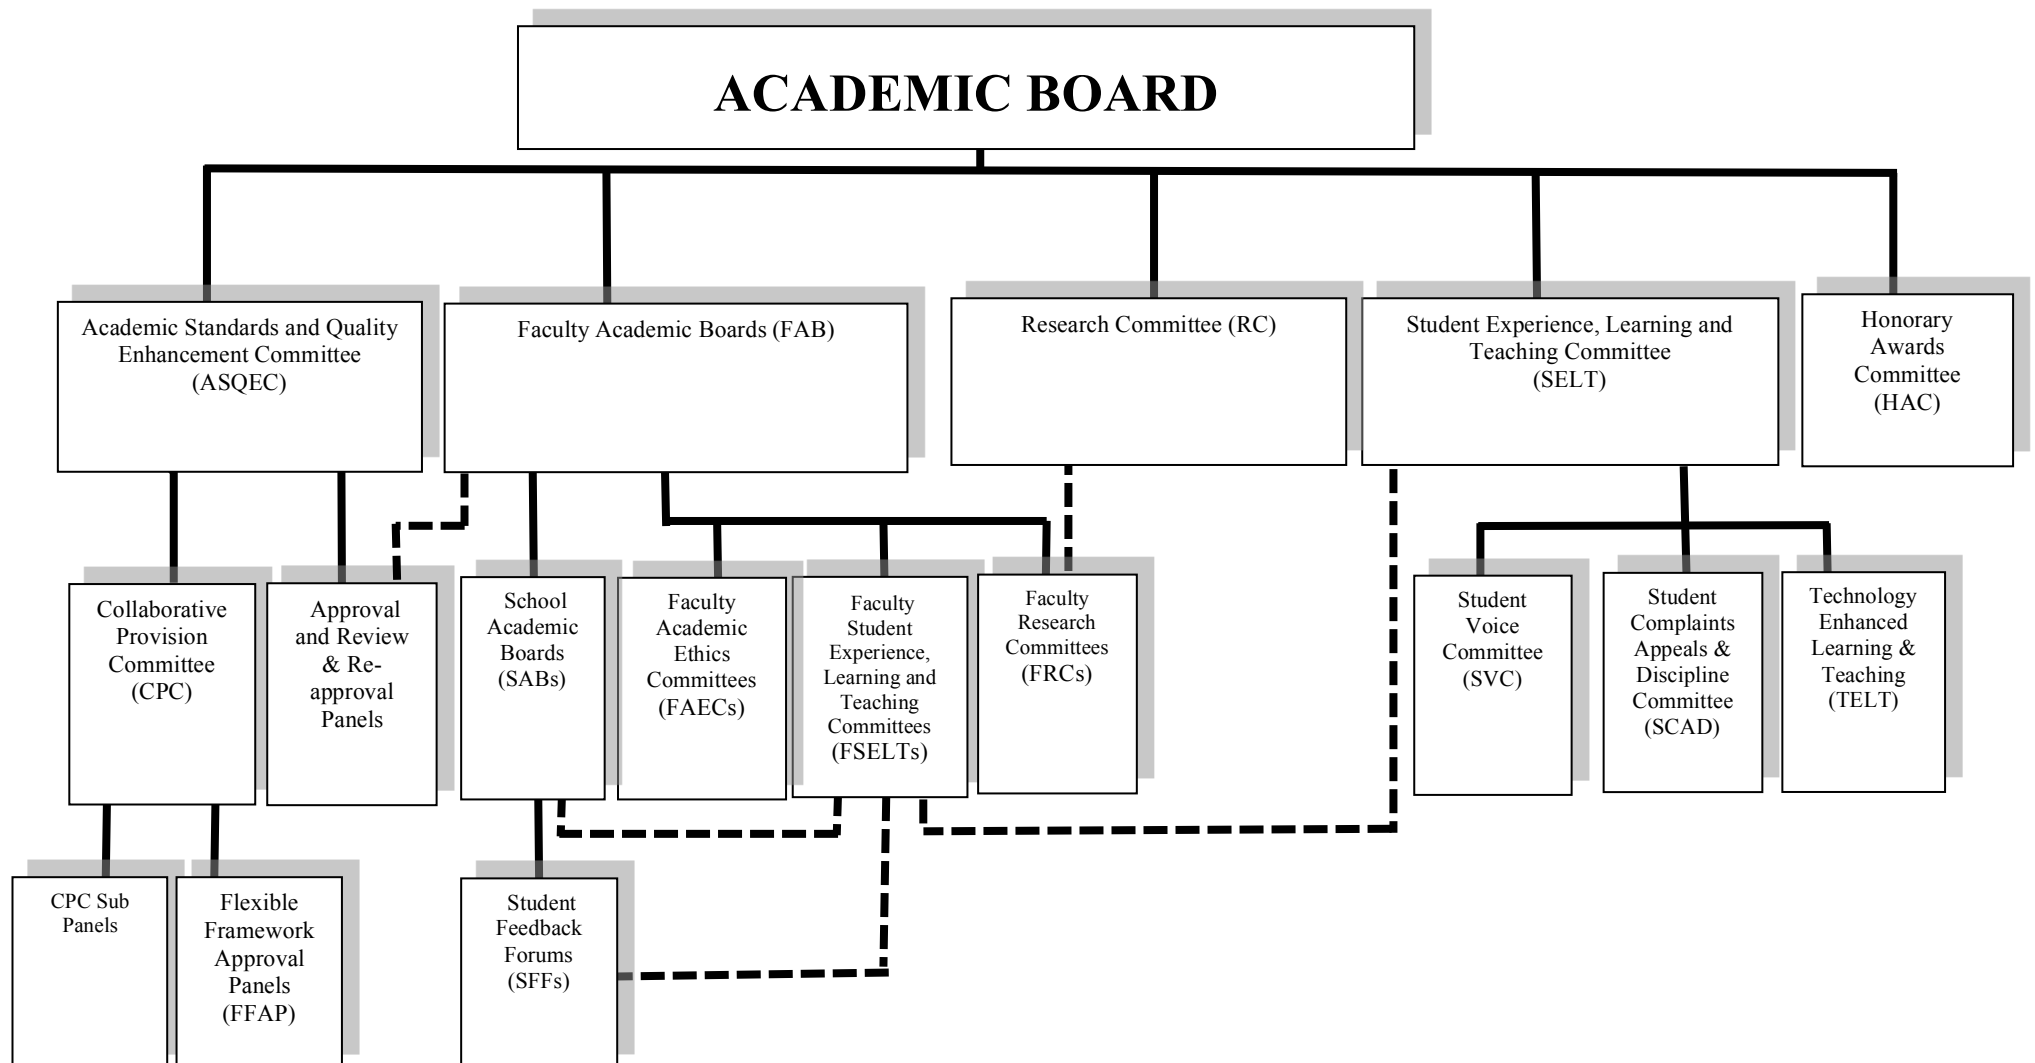 ACADEMIC BOARD
Academic Standards and Quality
Enhancement Committee
(ASQEC)
Faculty Academic Boards (FAB)
Research Committee (RC)
Student Experience, Learning and
Teaching Committee
(SELT)
Honorary
Awards
Committee
(HAC)
Collaborative
Provision
Committee
(CPC)
Approval
and Review
& Re-
approval
Panels
School
Academic
Boards
(SABs)
Faculty
Academic
Ethics
Committees
(FAECs)
Faculty
Student
Experience,
Learning and
Teaching
Committees
(FSELTs)
Faculty
Research
Committees
(FRCs)
Student
Voice
Committee
(SVC)
Student
Complaints
Appeals &
Discipline
Committee
(SCAD)
Technology
Enhanced
Learning &
Teaching
(TELT)
CPC Sub
Panels
Flexible
Framework
Approval
Panels
(FFAP)
Student
Feedback
Forums
(SFFs)